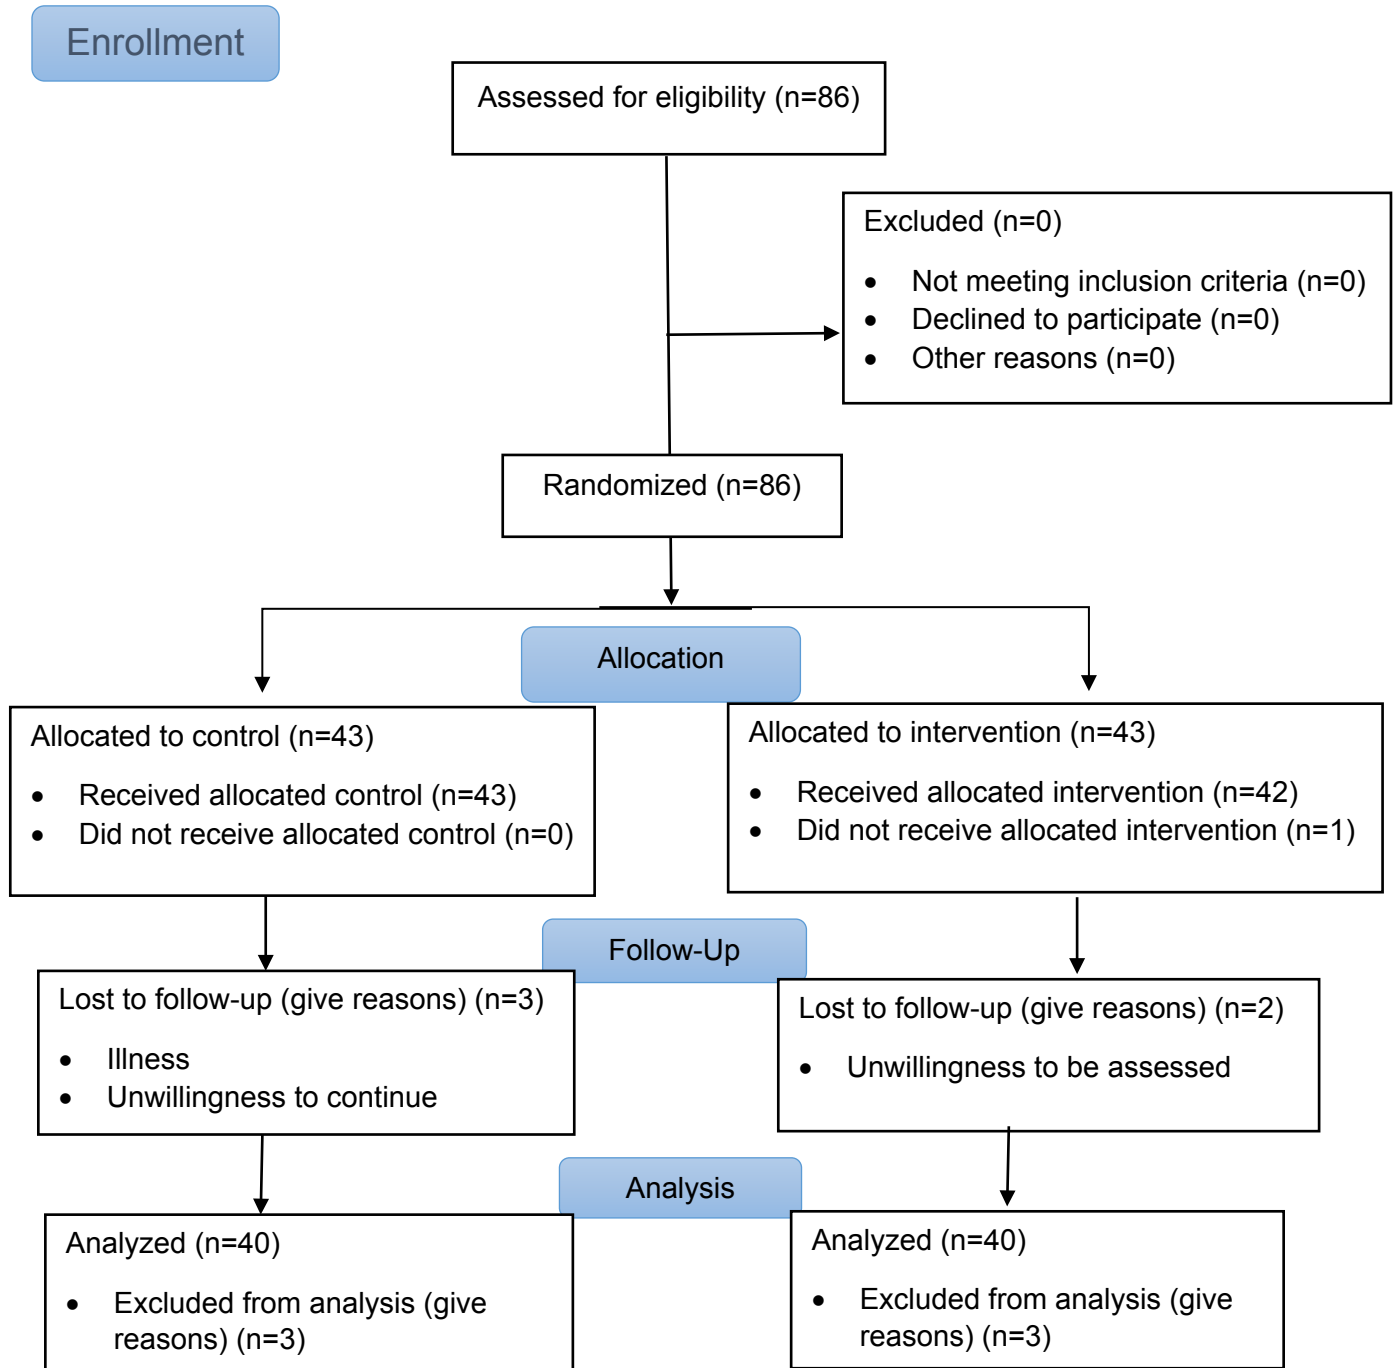 Enrollment
Assessed for eligibility (n=86)
Excluded (n=0)
• Not meeting inclusion criteria (n=0)
• Declined to participate (n=0)
• Other reasons (n=0)
Randomized (n=86)
Allocation
Allocated to control (n=43)
• Received allocated control (n=43)
• Did not receive allocated control (n=0)
Allocated to intervention (n=43)
• Received allocated intervention (n=42)
• Did not receive allocated intervention (n=1)
Follow-Up
Lost to follow-up (give reasons) (n=3)
• Illness
• Unwillingness to continue
Lost to follow-up (give reasons) (n=2)
• Unwillingness to be assessed
Analysis
Analyzed (n=40)
• Excluded from analysis (give
reasons) (n=3)
Analyzed (n=40)
• Excluded from analysis (give
reasons) (n=3)